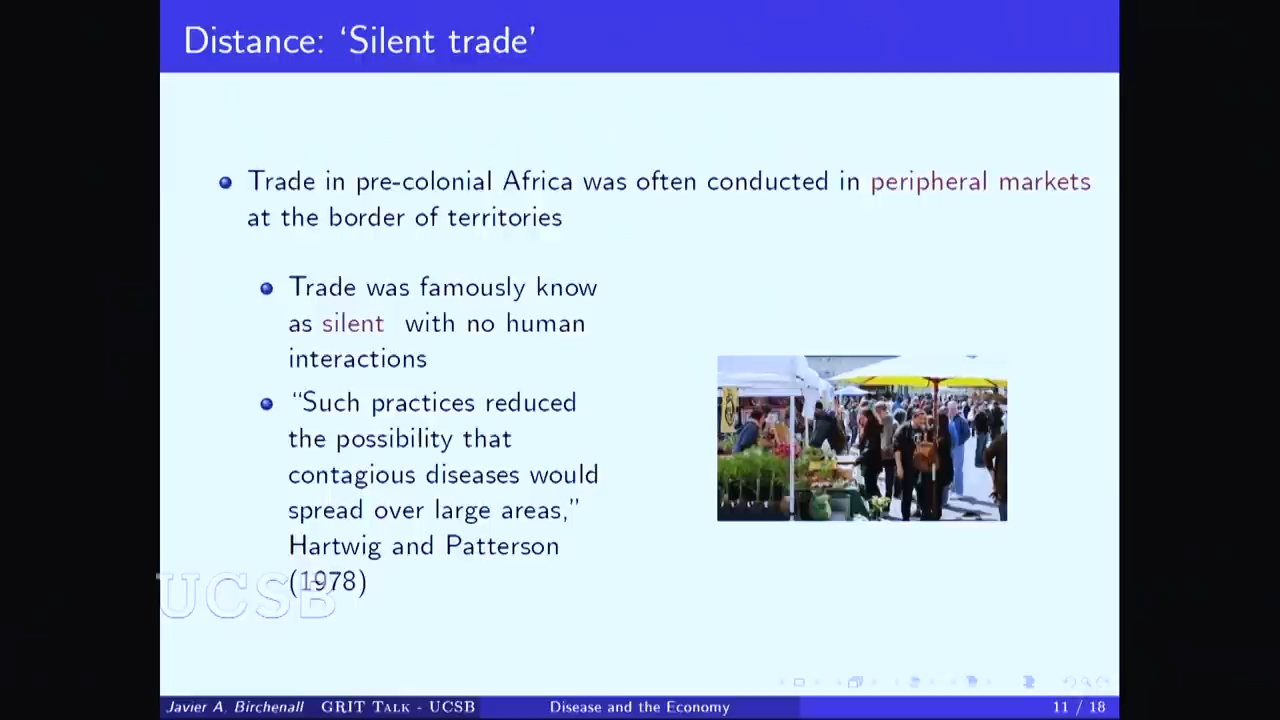 Distance: ‘Silent trade’
Trade in pre-colonial Africa was often conducted in peripheral markets
at the border of territories
Trade was famously know
as silent with no human
interactions
“Such practices reduced
the possibility that
contagious diseases would
spread over large areas,”
Hartwig and Patterson
(1978)
UCSB
Javier A. Birchenall GRIT Talk - UCSB Disease and the Economy 11 / 18